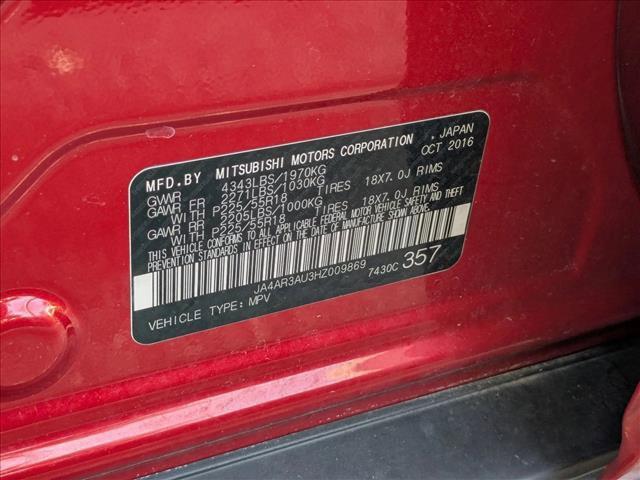 MFD.BY MITSUBISHI MOTORS CORPORATION , JAPAN
GVWR 4343LBS/1970KG OCT 2016
GAWR FR 2271LBS/1030KG
WITH P225/55R18 TIRES 18X7.0J RIMS
GAWR RR 2205LBS/1000KG
WITH P225/55R18 TIRES 18X7.0J RIMS
THIS VEHICLE CONFORMS TO ALL APPLICABLE FEDERAL MOTOR VEHICLE SAFETY AND THEFT
PREVENTION STANDARDS IN EFFECT ON THE DATE OF MANUFACTURE SHOWN ABOVE.
JA4AR3AU3HZ009869 7430C 357
VEHICLE TYPE: MPV